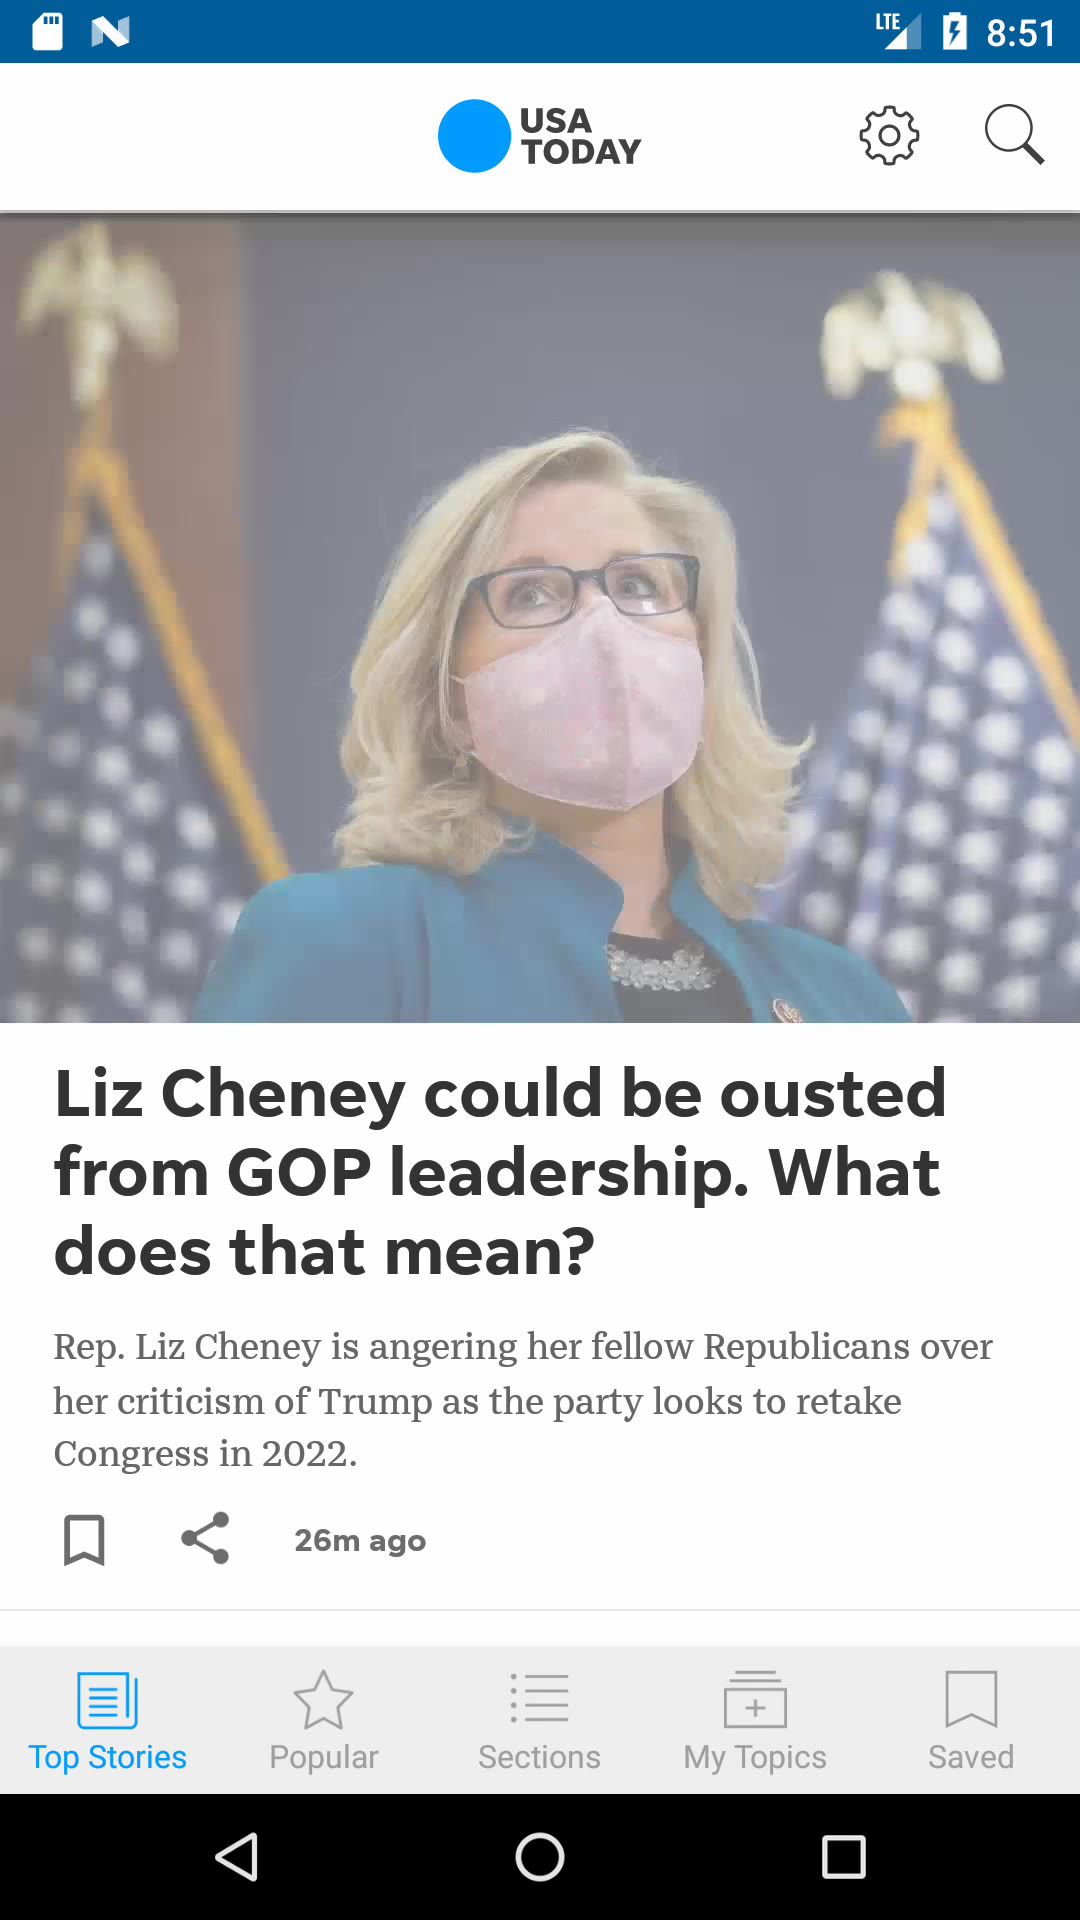 LTE 8:51
USA
TODAY
Liz Cheney could be ousted
from GOP leadership. What
does that mean?
Rep. Liz Cheney is angering her fellow Republicans over
her criticism of Trump as the party looks to retake
Congress in 2022.
26m ago
Top Stories Popular Sections My Topics Saved